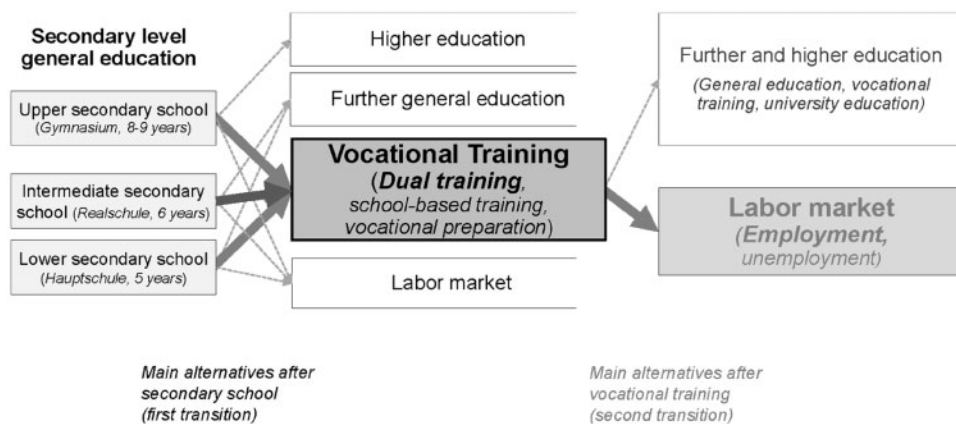 Secondary level
general education
Upper secondary school
(Gymnasium, 8-9 years)
Intermediate secondary
school (Realschule, 6 years)
Lower secondary school
(Hauptschule, 5 years)
Higher education
Further general education
Vocational Training
(Dual training,
school-based training,
vocational preparation)
Labor market
Further and higher education
(General education, vocational
training, university education)
Labor market
(Employment,
unemployment)
Main alternatives after
secondary school
(first transition)
Main alternatives after
vocational training
(second transition)